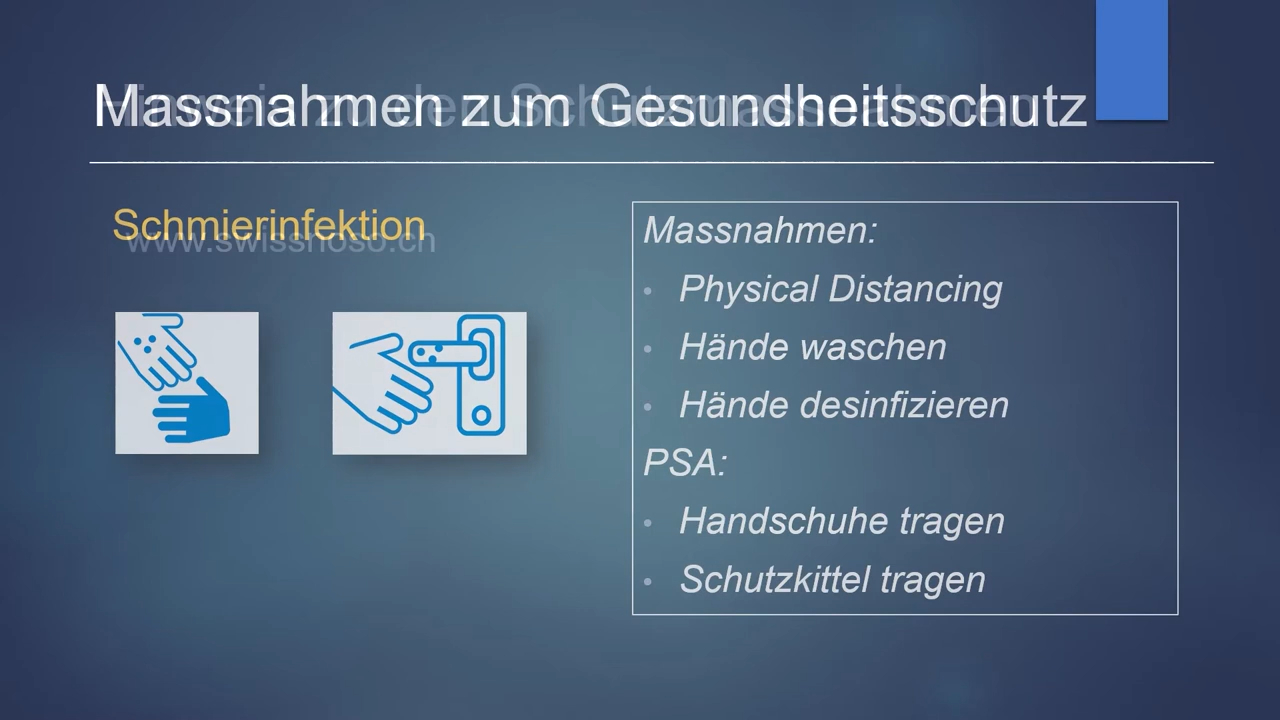 Massnahmen zum Gesundheitsschutz
Schmierinfektion
www.swissnoso.ch
Massnahmen:
• Physical Distancing
• Hände waschen
• Hände desinfizieren
PSA:
• Handschuhe tragen
• Schutzkittel tragen